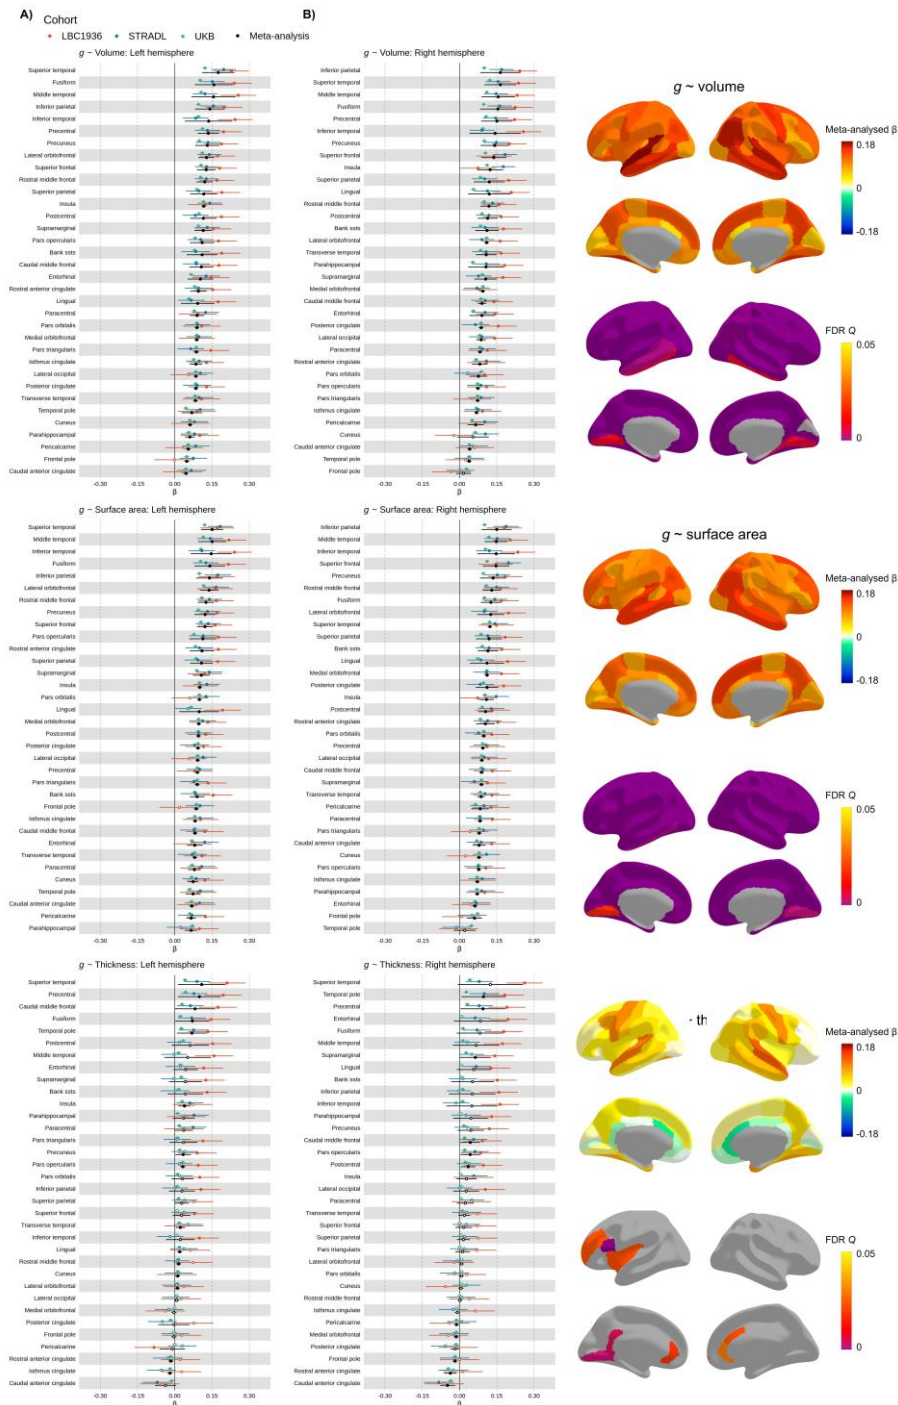 A)
B)
Cohort
LBC1936 STRADL UKB Meta-analysis
g ~ Volume: Left hemisphere
Superior temporal
Fusiform
Middle temporal
Inferior parietal
Inferior temporal
Precentral
Precuneus
Lateral orbitofrontal
Superior frontal
Rostral middle frontal
Superior parietal
Insula
Postcentral
Supramarginal
Pars opercularis
Bank ssts
Caudal middle frontal
Entorhinal
Rostral anterior cingulate
Lingual
Paracentral
Pars orbitalis
Medial orbitofrontal
Pars triangularis
Isthmus cingulate
Lateral occipital
Posterior cingulate
Transverse temporal
Temporal pole
Cuneus
Parahippocampal
Pericalcarine
Frontal pole
Caudal anterior cingulate
-0.30 -0.15 0.00 0.15 0.30
β
g ~ Volume: Right hemisphere
Inferior parietal
Superior temporal
Middle temporal
Fusiform
Precentral
Inferior temporal
Precuneus
Superior frontal
Insula
Superior parietal
Lingual
Rostral middle frontal
Postcentral
Bank ssts
Lateral orbitofrontal
Transverse temporal
Parahippocampal
Supramarginal
Medial orbitofrontal
Caudal middle frontal
Entorhinal
Posterior cingulate
Lateral occipital
Paracentral
Rostral anterior cingulate
Pars orbitalis
Pars opercularis
Pars triangularis
Isthmus cingulate
Pericalcarine
Cuneus
Caudal anterior cingulate
Temporal pole
Frontal pole
-0.30 -0.15 0.00 0.15 0.30
β
g ~ volume
Meta-analysed β
0.18
0
-0.18
FDR Q
0.05
0
g ~ Surface area: Left hemisphere
Superior temporal
Middle temporal
Inferior temporal
Fusiform
Inferior parietal
Lateral orbitofrontal
Rostral middle frontal
Precuneus
Superior frontal
Pars opercularis
Rostral anterior cingulate
Superior parietal
Supramarginal
Insula
Pars orbitalis
Lingual
Medial orbitofrontal
Postcentral
Posterior cingulate
Lateral occipital
Precentral
Pars triangularis
Bank ssts
Frontal pole
Isthmus cingulate
Caudal middle frontal
Entorhinal
Transverse temporal
Paracentral
Cuneus
Temporal pole
Caudal anterior cingulate
Pericalcarine
Parahippocampal
-0.30 -0.15 0.00 0.15 0.30
β
g ~ Surface area: Right hemisphere
Inferior parietal
Middle temporal
Inferior temporal
Superior frontal
Precuneus
Rostral middle frontal
Fusiform
Lateral orbitofrontal
Superior temporal
Superior parietal
Bank ssts
Lingual
Medial orbitofrontal
Posterior cingulate
Insula
Postcentral
Rostral anterior cingulate
Pars orbitalis
Precentral
Lateral occipital
Caudal middle frontal
Supramarginal
Transverse temporal
Pericalcarine
Paracentral
Pars triangularis
Caudal anterior cingulate
Cuneus
Pars opercularis
Isthmus cingulate
Parahippocampal
Entorhinal
Frontal pole
Temporal pole
-0.30 -0.15 0.00 0.15 0.30
β
g ~ surface area
Meta-analysed β
0.18
0
-0.18
FDR Q
0.05
0
g ~ Thickness: Left hemisphere
Superior temporal
Precentral
Caudal middle frontal
Fusiform
Temporal pole
Postcentral
Middle temporal
Entorhinal
Supramarginal
Bank ssts
Insula
Parahippocampal
Paracentral
Pars triangularis
Precuneus
Pars opercularis
Pars orbitalis
Inferior parietal
Superior parietal
Superior frontal
Transverse temporal
Inferior temporal
Lingual
Rostral middle frontal
Cuneus
Lateral orbitofrontal
Lateral occipital
Medial orbitofrontal
Posterior cingulate
Frontal pole
Pericalcarine
Rostral anterior cingulate
Isthmus cingulate
Caudal anterior cingulate
-0.30 -0.15 0.00 0.15 0.30
β
g ~ Thickness: Right hemisphere
Superior temporal
Temporal pole
Precentral
Entorhinal
Fusiform
Middle temporal
Supramarginal
Lingual
Bank ssts
Inferior parietal
Inferior temporal
Parahippocampal
Precuneus
Caudal middle frontal
Pars opercularis
Postcentral
Insula
Lateral occipital
Paracentral
Transverse temporal
Superior frontal
Superior parietal
Pars triangularis
Lateral orbitofrontal
Pars orbitalis
Cuneus
Rostral middle frontal
Isthmus cingulate
Pericalcarine
Medial orbitofrontal
Posterior cingulate
Frontal pole
Rostral anterior cingulate
Caudal anterior cingulate
-0.30 -0.15 0.00 0.15 0.30
β
Meta-analysed β
0.18
0
-0.18
FDR Q
0.05
0